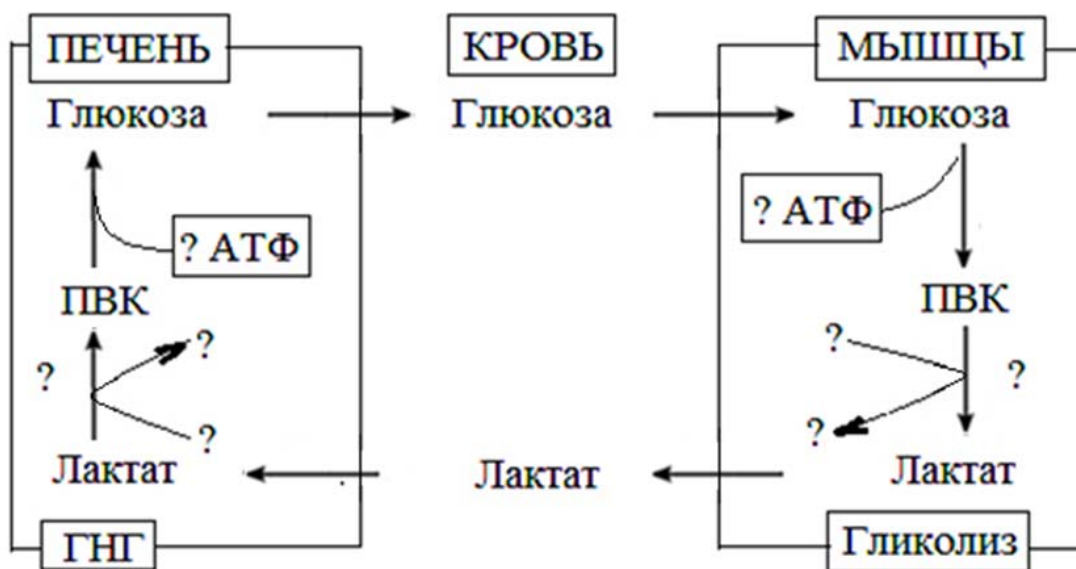 ПЕЧЕНЬ КРОВЬ МЫШЦЫ
Глюкоза Глюкоза Глюкоза
? АТФ
? АТФ
ПВК ПВК
? ?
? ?
? ?
Лактат Лактат Лактат
ГНГ Гликолиз